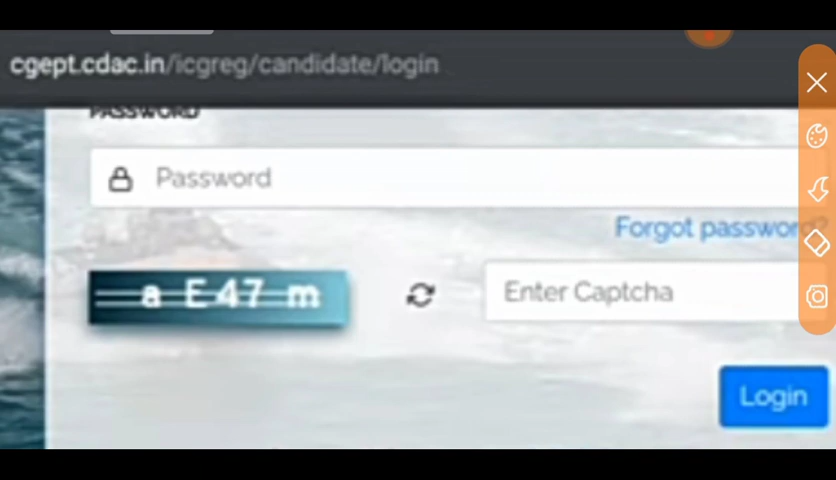 cgept.cdac.in/icgreg/candidate/login
PASSWORD
Password
Forgot password?
a E47 m
Enter Captcha
Login